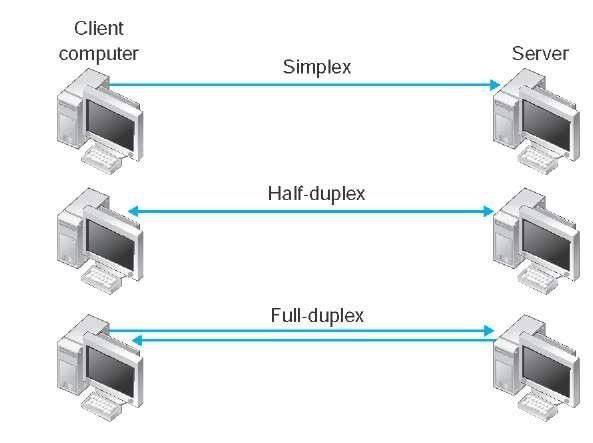 Client
computer
Server
Simplex
Half-duplex
Full-duplex